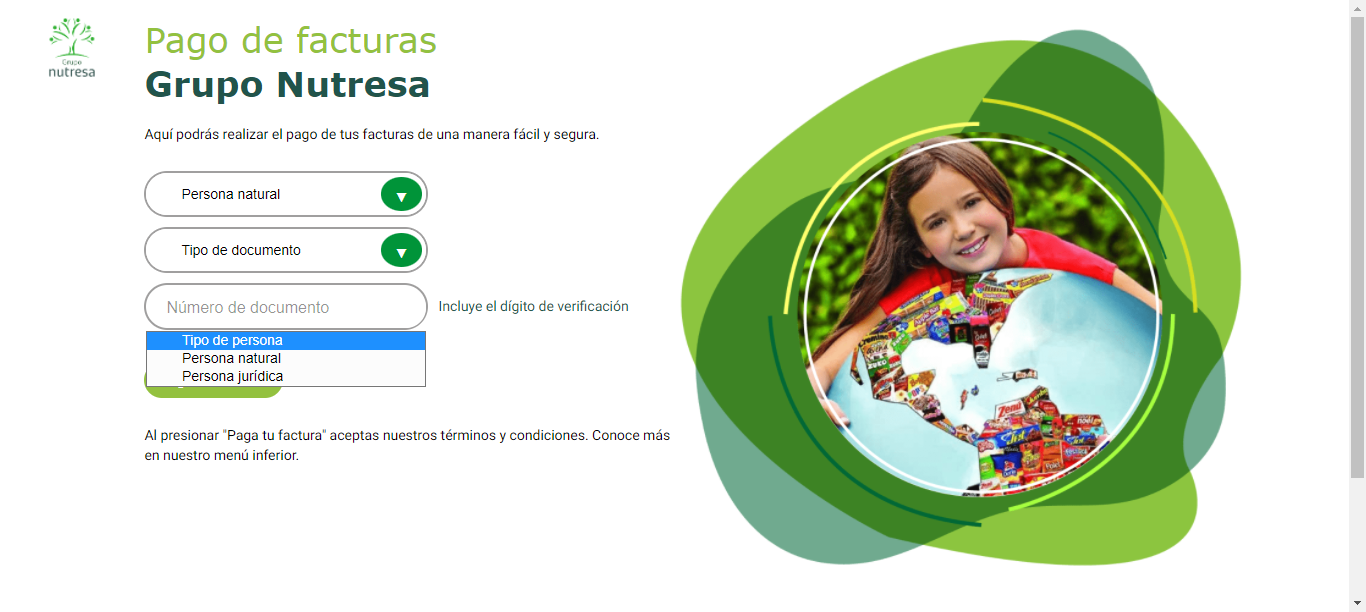 Grupo
nutresa
Pago de facturas
Grupo Nutresa
Aquí podrás realizar el pago de tus facturas de una manera fácil y segura.
Persona natural
Tipo de documento
Número de documento
Incluye el dígito de verificación
Tipo de persona
Persona natural
Persona jurídica
Al presionar "Paga tu factura" aceptas nuestros términos y condiciones. Conoce más
en nuestro menú inferior.
Zenú
Jet